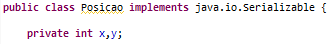 public class Posicao implements java.io.Serializable {
private int x,y;